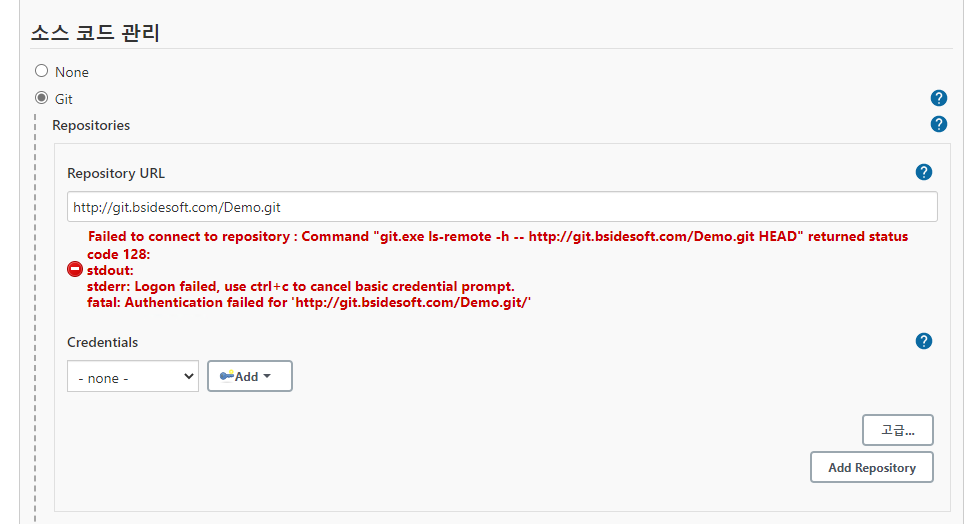 소스 코드 관리
None
Git
Repositories
Repository URL
http://git.bsidesoft.com/Demo.git
Failed to connect to repository : Command "git.exe ls-remote -h -- http://git.bsidesoft.com/Demo.git HEAD" returned status
code 128:
stdout:
stderr: Logon failed, use ctrl+c to cancel basic credential prompt.
fatal: Authentication failed for 'http://git.bsidesoft.com/Demo.git/'
Credentials
- none -
Add
고급...
Add Repository